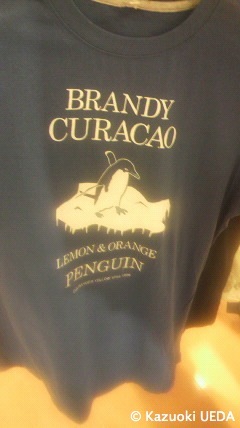 BRANDY
CURACAO
LEMON & ORANGE
PENGUIN
© Kazuoki UEDA